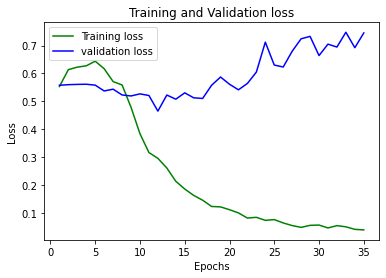 Training and Validation loss
Training loss
validation loss
Loss
0.7
0.6
0.5
0.4
0.3
0.2
0.1
0 5 10 15 20 25 30 35
Epochs